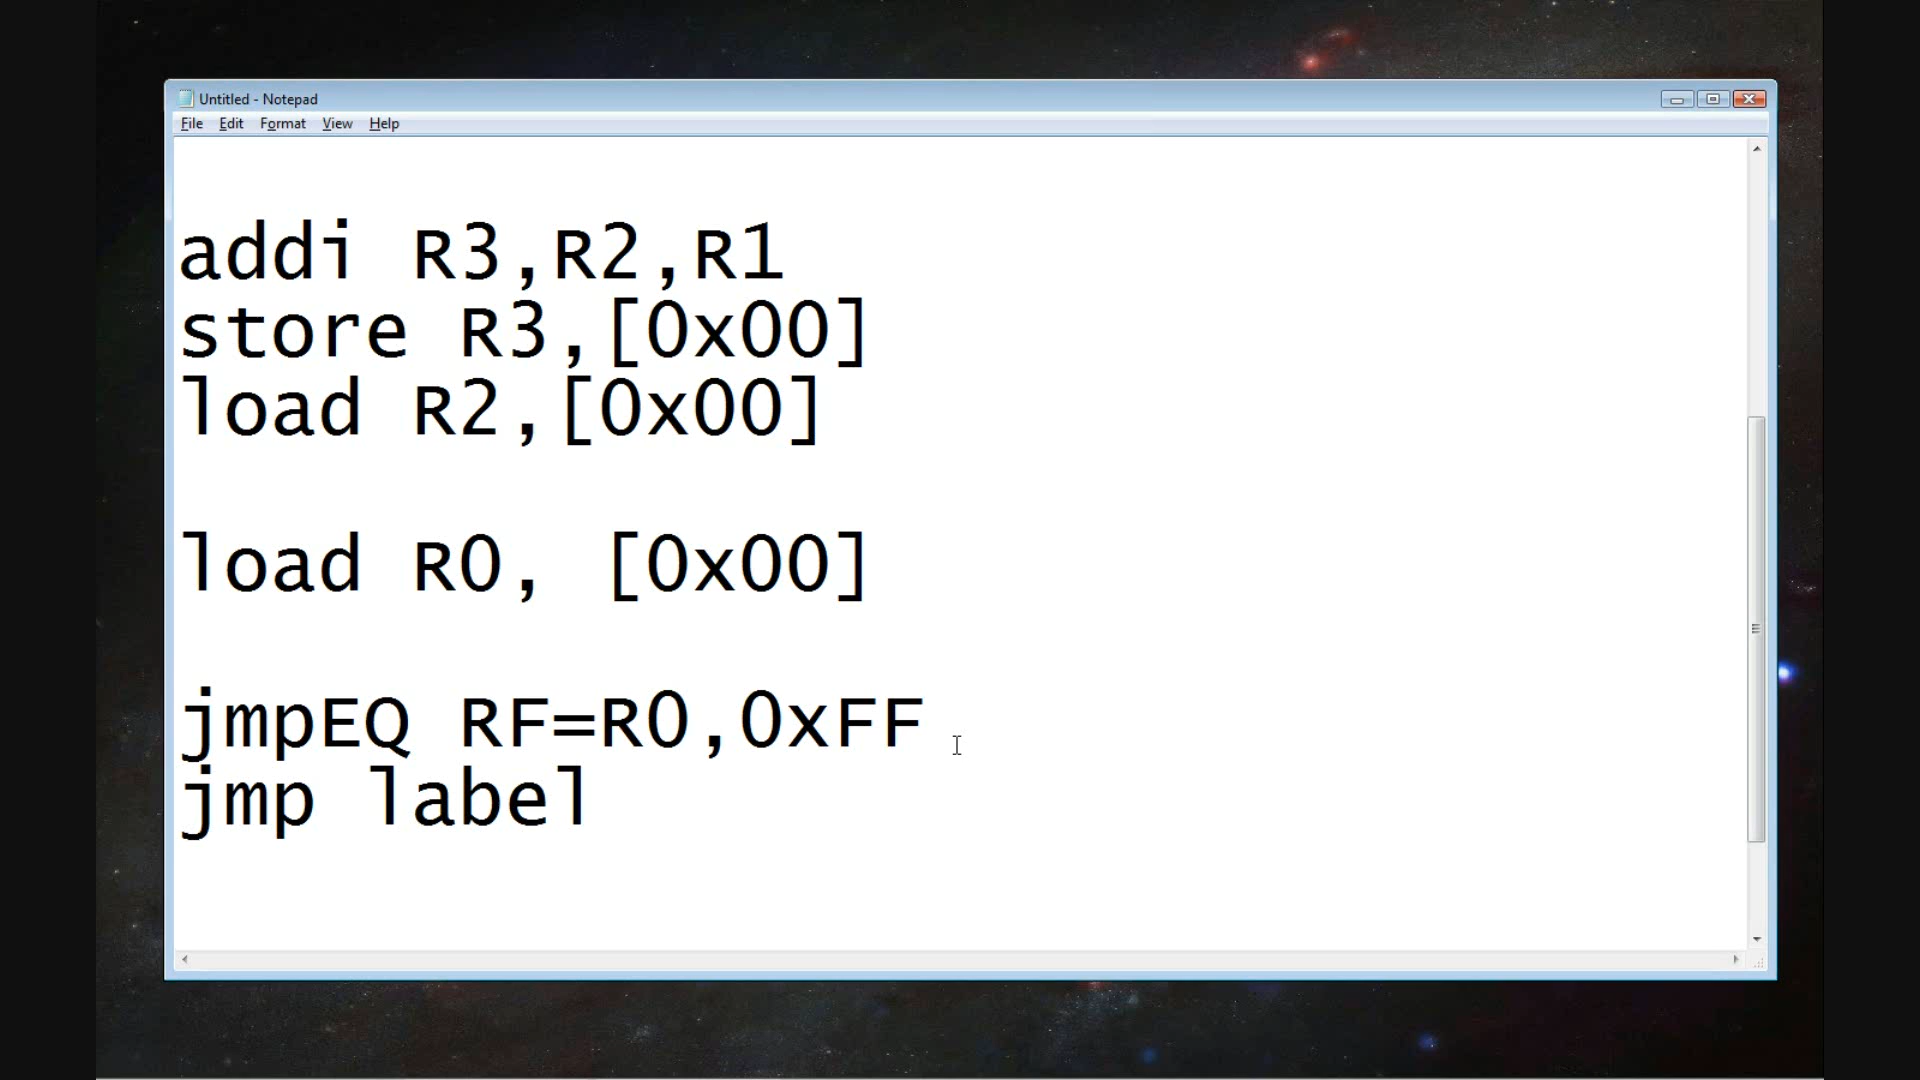 Untitled - Notepad
File Edit Format View Help
addi R3,R2,R1
store R3,[0x00]
load R2,[0x00]
load R0, [0x00]
jmpEQ RF=R0,0xFF
jmp label